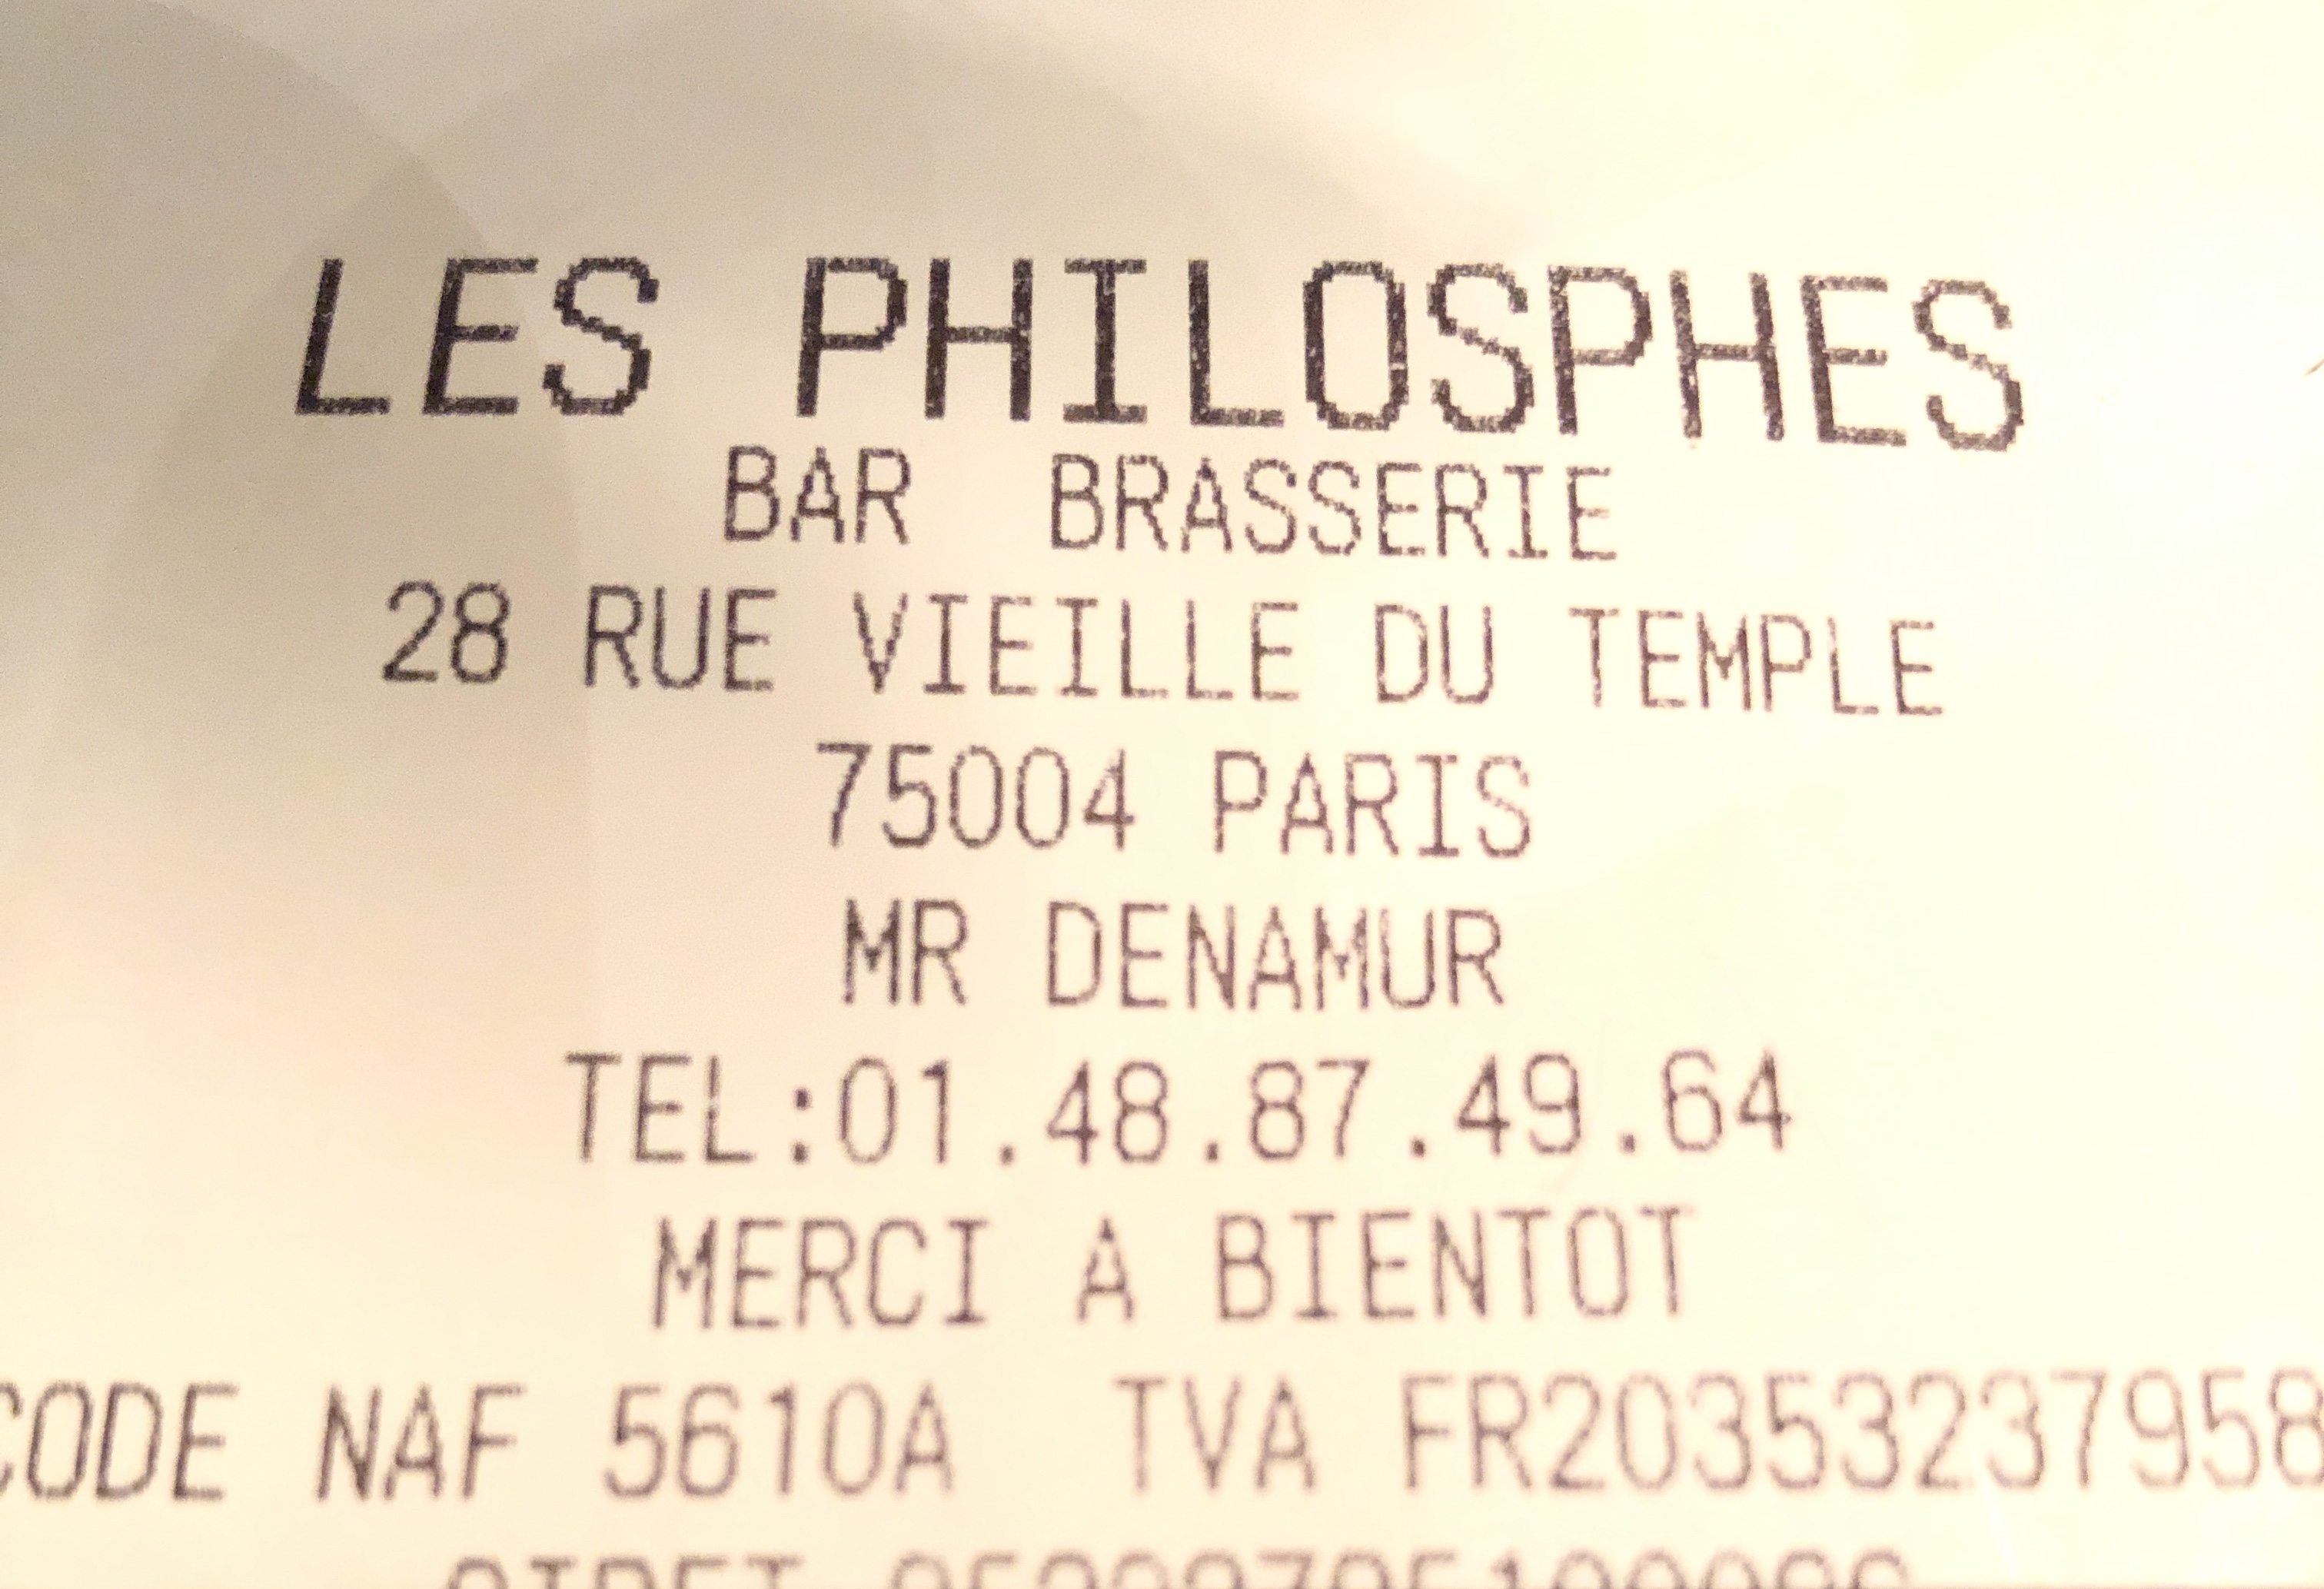 LES PHILOSPHES
BAR BRASSERIE
28 RUE VIEILLE DU TEMPLE
75004 PARIS
MR DENAMUR
TEL:01.48.87.49.64
MERCI A BIENTOT
CODE NAF 5610A TVA FR20353237958
SIRET